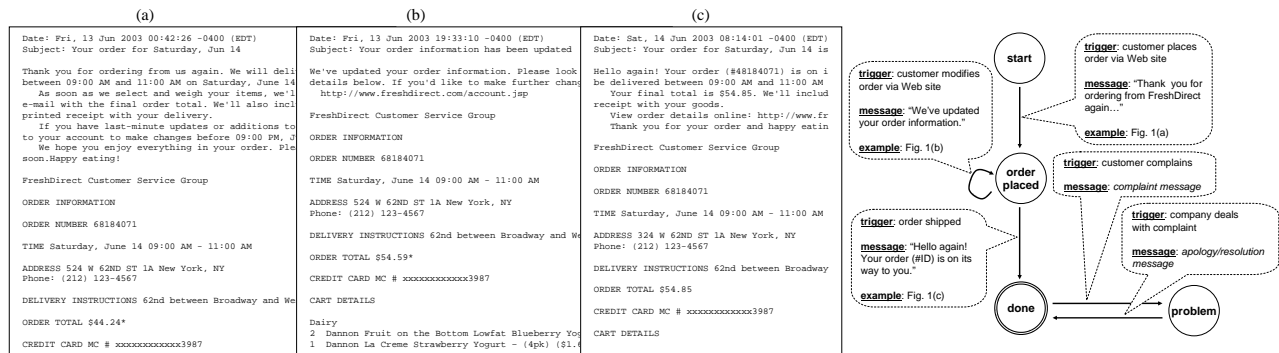 (a)
Date: Fri, 13 Jun 2003 00:42:26 -0400 (EDT)
Subject: Your order for Saturday, Jun 14
Thank you for ordering from us again. We will deli
between 09:00 AM and 11:00 AM on Saturday, June 14
As soon as we select and weigh your items, we'l
e-mail with the final order total. We'll also incl
printed receipt with your delivery.
If you have last-minute updates or additions to
to your account to make changes before 09:00 PM, J
We hope you enjoy everything in your order. Ple
soon.Happy eating!
FreshDirect Customer Service Group
ORDER INFORMATION
ORDER NUMBER 68184071
TIME Saturday, June 14 09:00 AM - 11:00 AM
ADDRESS 524 W 62ND ST 1A New York, NY
Phone: (212) 123-4567
DELIVERY INSTRUCTIONS 62nd between Broadway and We
ORDER TOTAL $44.24*
CREDIT CARD MC # xxxxxxxxxxxx3987
(b)
Date: Fri, 13 Jun 2003 19:33:10 -0400 (EDT)
Subject: Your order information has been updated
We've updated your order information. Please look
details below. If you'd like to make further chang
http://www.freshdirect.com/account.jsp
FreshDirect Customer Service Group
ORDER INFORMATION
ORDER NUMBER 68184071
TIME Saturday, June 14 09:00 AM - 11:00 AM
ADDRESS 524 W 62ND ST 1A New York, NY
Phone: (212) 123-4567
DELIVERY INSTRUCTIONS 62nd between Broadway and We
ORDER TOTAL $54.59*
CREDIT CARD MC # xxxxxxxxxxxx3987
CART DETAILS
Dairy
2 Dannon Fruit on the Bottom Lowfat Blueberry Yog
1 Dannon La Creme Strawberry Yogurt - (4pk) ($1.6
(c)
Date: Sat, 14 Jun 2003 08:14:01 -0400 (EDT)
Subject: Your order for Saturday, Jun 14 is
Hello again! Your order (#48184071) is on i
be delivered between 09:00 AM and 11:00 AM
Your final total is $54.85. We'll includ
receipt with your goods.
View order details online: http://www.fr
Thank you for your order and happy eatin
FreshDirect Customer Service Group
ORDER INFORMATION
ORDER NUMBER 68184071
TIME Saturday, June 14 09:00 AM - 11:00 AM
ADDRESS 324 W 62ND ST 1A New York, NY
Phone: (212) 123-4567
DELIVERY INSTRUCTIONS 62nd between Broadway
ORDER TOTAL $54.85
CREDIT CARD MC # xxxxxxxxxxxx3987
CART DETAILS
start
trigger: customer places
order via Web site
message: "Thank you for
ordering from FreshDirect
again…"
example: Fig. 1(a)
trigger: customer modifies
order via Web site
message: "We've updated
your order information."
example: Fig. 1(b)
order
placed
trigger: customer complains
message: complaint message
trigger: company deals
with complaint
message: apology/resolution
message
trigger: order shipped
message: "Hello again!
Your order (#ID) is on its
way to you."
example: Fig. 1(c)
done
problem